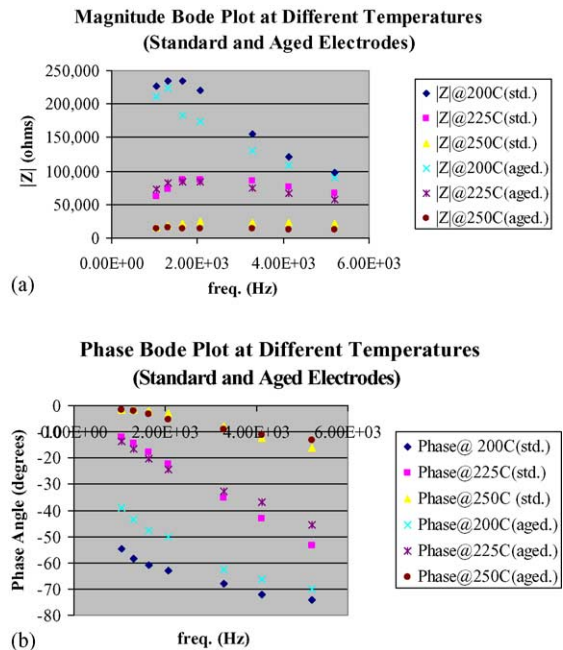 Magnitude Bode Plot at Different Temperatures
(Standard and Aged Electrodes)
250,000
200,000
150,000
100,000
50,000
0
|Z| (ohms)
0.00E+00 2.00E+03 4.00E+03 6.00E+03
freq. (Hz)
|Z|@200C(std.)
|Z|@225C(std.)
|Z|@250C(std.)
|Z|@200C(aged.)
|Z|@225C(aged.)
|Z|@250C(aged.)
(a)
Phase Bode Plot at Different Temperatures
(Standard and Aged Electrodes)
0
-10
-20
-30
-40
-50
-60
-70
-80
Phase Angle (degrees)
0.00E+00 2.00E+03 4.00E+03 6.00E+03
freq. (Hz)
Phase@ 200C(std.)
Phase@225C(std.)
Phase@250C (std.)
Phase@200C(aged.)
Phase@225C(aged.)
Phase@250C(aged.)
(b)